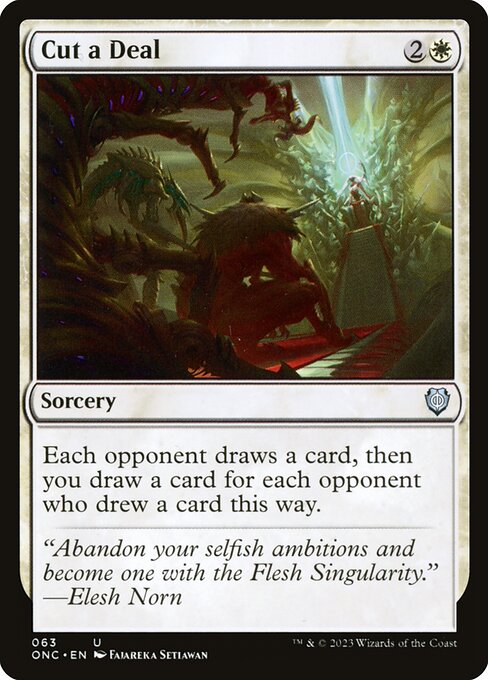 Cut a Deal 2
Sorcery
Each opponent draws a card, then
you draw a card for each opponent
who drew a card this way.
“Abandon your selfish ambitions and
become one with the Flesh Singularity.”
—Elesh Norn
063 U
ONC • EN Fajareka Setiawan
™ & © 2023 Wizards of the Coast